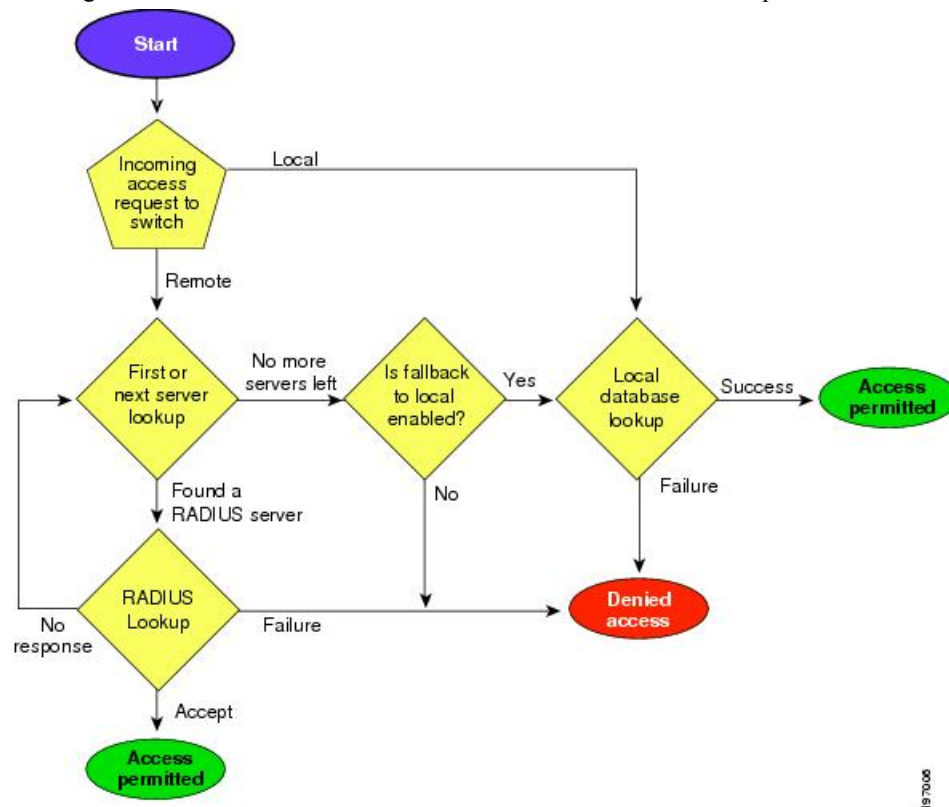 Start
Incoming
access
request to
switch
Local
Remote
First or
next server
lookup
No more
servers left
Is fallback
to local
enabled?
Yes
Local
database
lookup
Success
Access
permitted
Found a
RADIUS server
No
Failure
RADIUS
Lookup
No
response
Failure
Denied
access
Accept
Access
permitted
197006